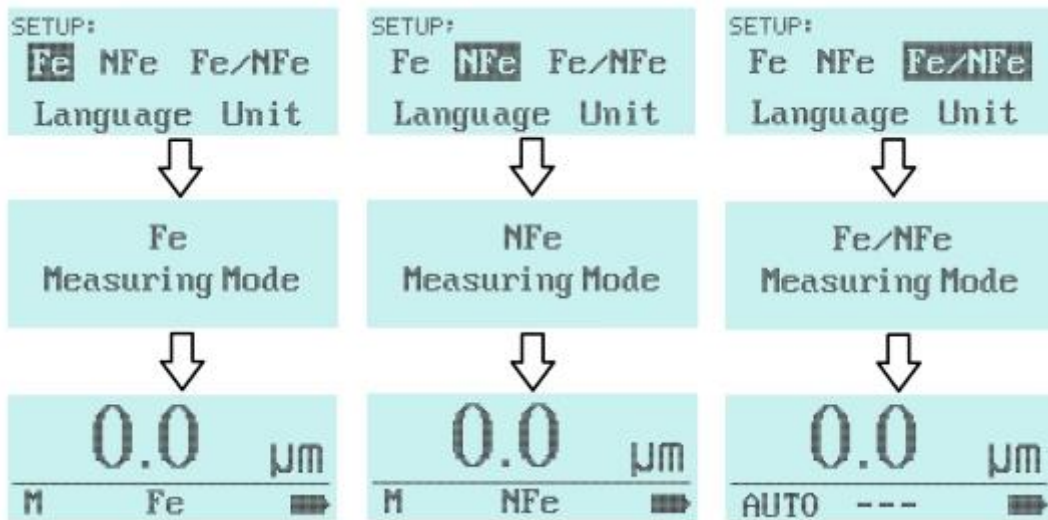 SETUP:
Fe NFe Fe/NFe
Language Unit
Fe
Measuring Mode
0.0 μm
M Fe
SETUP:
Fe NFe Fe/NFe
Language Unit
NFe
Measuring Mode
0.0 μm
M NFe
SETUP:
Fe NFe Fe/NFe
Language Unit
Fe/NFe
Measuring Mode
0.0 μm
AUTO ---